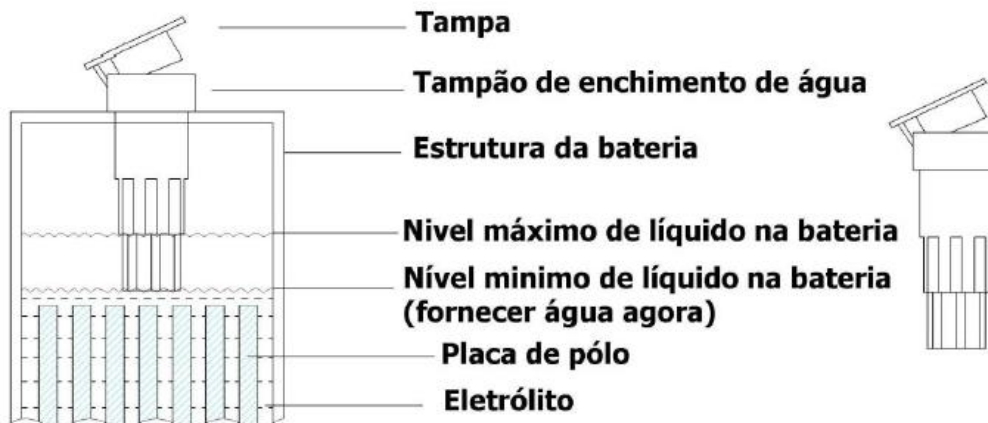 Tampa
Tampão de enchimento de água
Estrutura da bateria
Nivel máximo de líquido na bateria
Nível minimo de líquido na bateria
(fornecer água agora)
Placa de pólo
Eletrólito